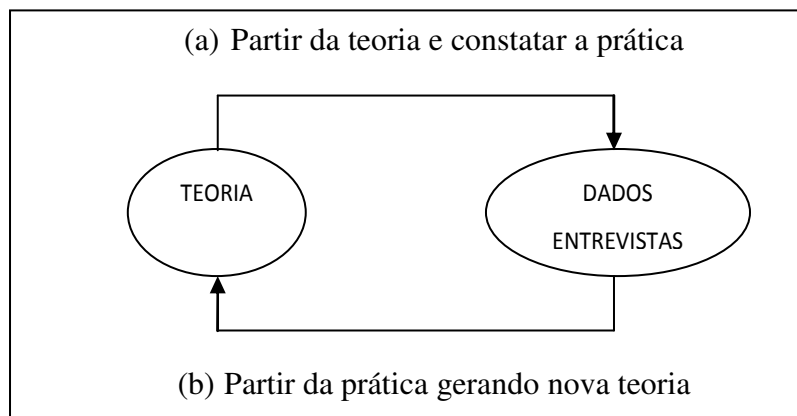 (a) Partir da teoria e constatar a prática
TEORIA
DADOS
ENTREVISTAS
(b) Partir da prática gerando nova teoria